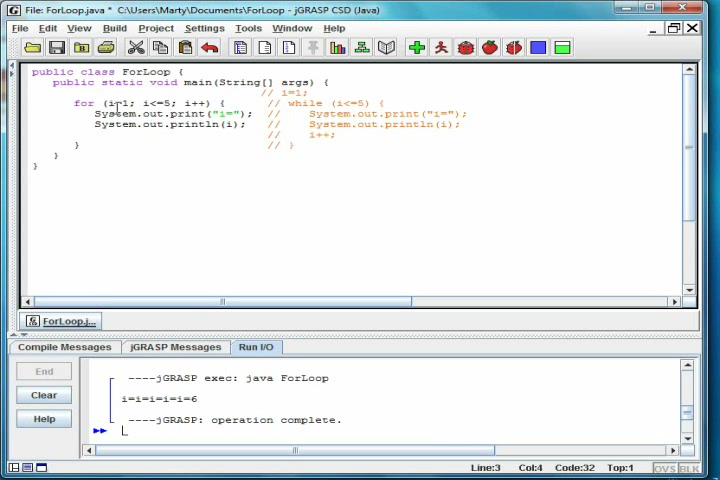 File: ForLoop.java *  C:\Users\Marty\Documents\ForLoop - jGRASP CSD (Java)
File Edit View Build Project Settings Tools Window Help
public class ForLoop {
public static void main(String[] args) {
// i=1;
for (i=1; i<=5; i++) { // while (i<=5) {
System.out.print("i="); // System.out.print("i=");
System.out.println(i); // System.out.println(i);
// i++;
} // }
}
}
ForLoop.j...
Compile Messages jGRASP Messages Run I/O
End
Clear
Help
----jGRASP exec: java ForLoop
i=i=i=i=i=6
----jGRASP: operation complete.
Line:3 Col:4 Code:32 Top:1 OVS BLK